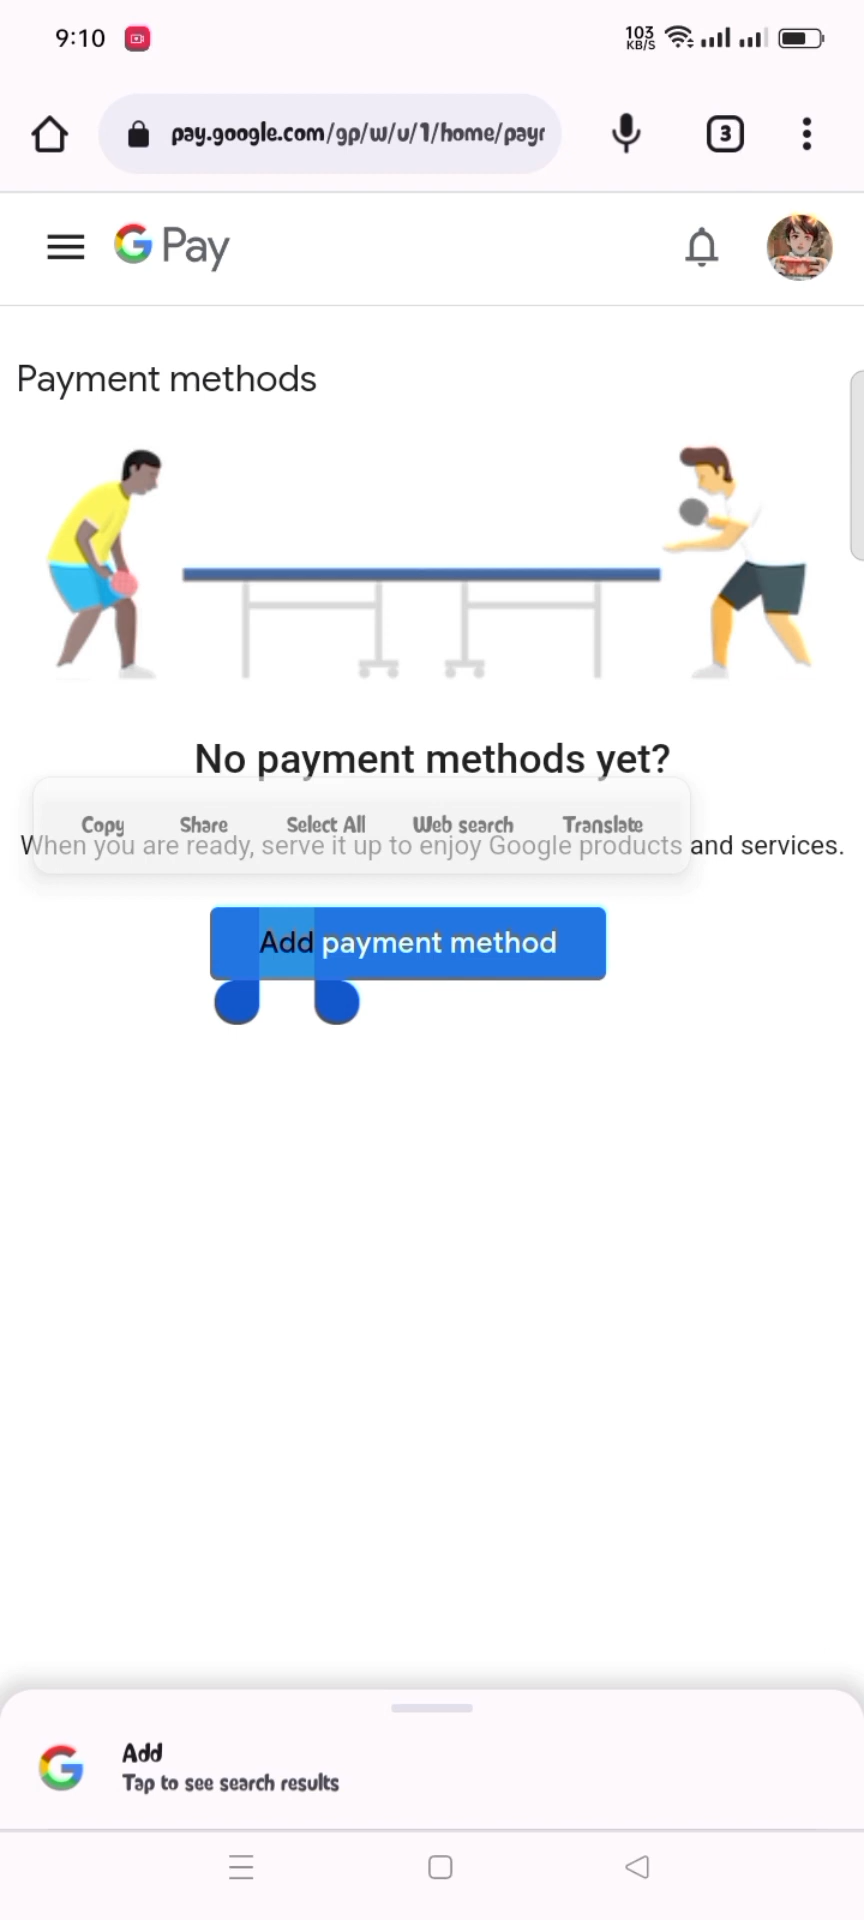 9:10
103
KB/S
pay.google.com/gp/w/u/1/home/payr
3
G Pay
Payment methods
No payment methods yet?
Copy Share Select All Web search Translate
When you are ready, serve it up to enjoy Google products and services.
Add payment method
Add
Tap to see search results